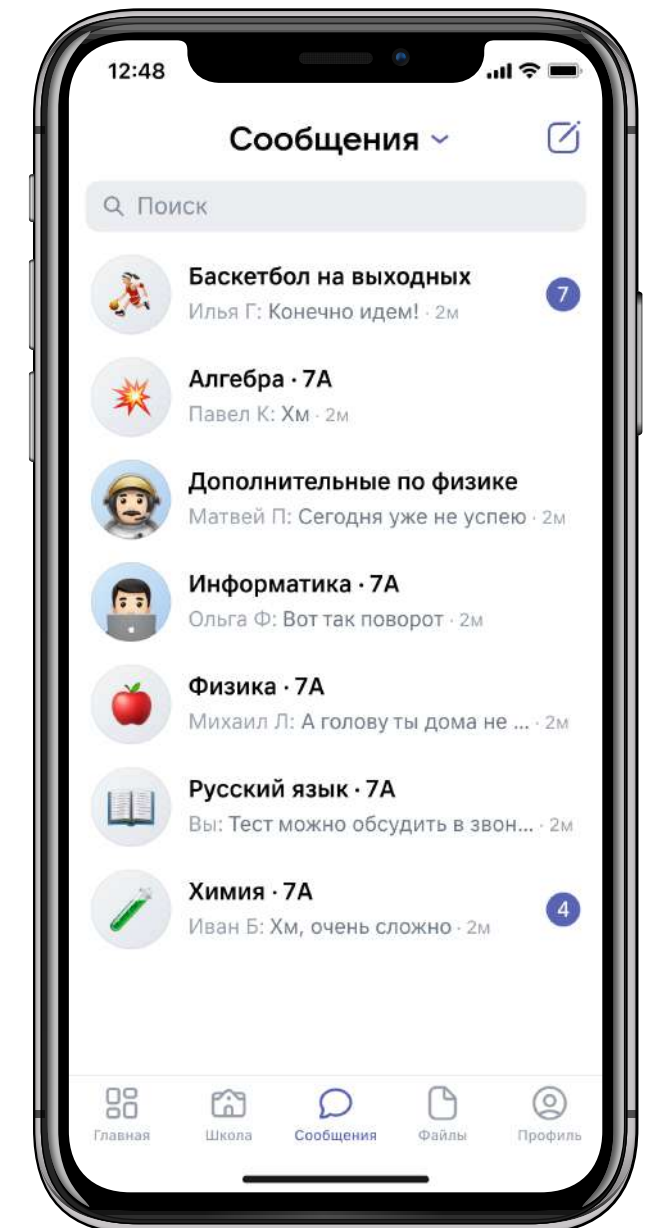 12:48
Сообщения
Поиск
Баскетбол на выходных
Илья Г: Конечно идем! · 2м
7
Алгебра · 7А
Павел К: Хм · 2м
Дополнительные по физике
Матвей П: Сегодня уже не успею · 2м
Информатика · 7А
Ольга Ф: Вот так поворот · 2м
Физика · 7А
Михаил Л: А голову ты дома не ... · 2м
Русский язык · 7А
Вы: Тест можно обсудить в звон... · 2м
Химия · 7А
Иван Б: Хм, очень сложно · 2м
4
Главная
Школа
Сообщения
Файлы
Профиль